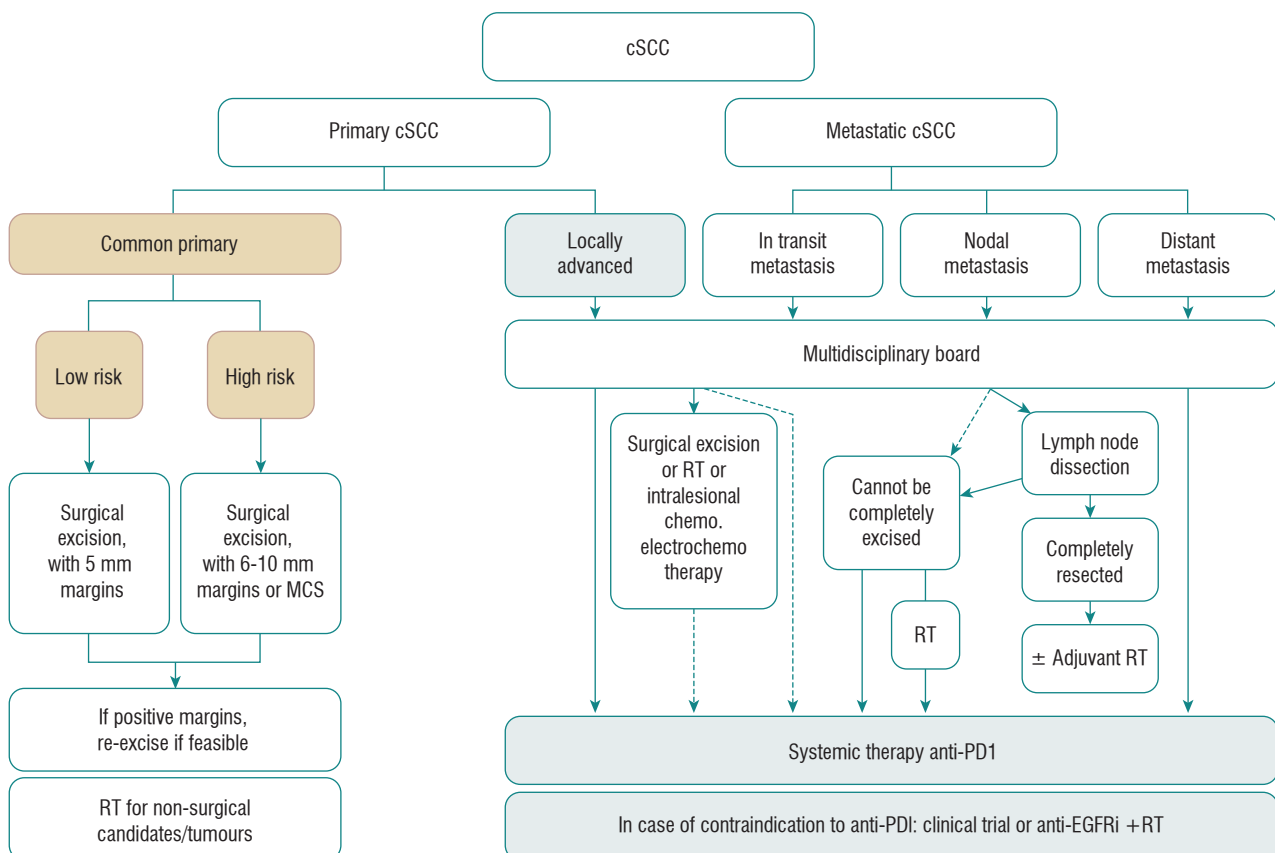 cSCC
Primary cSCC
Metastatic cSCC
Common primary
Locally
advanced
In transit
metastasis
Nodal
metastasis
Distant
metastasis
Low risk
High risk
Multidisciplinary board
Surgical
excision,
with 5 mm
margins
Surgical
excision,
with 6-10 mm
margins or MCS
Surgical excision
or RT or
intralesional
chemo.
electrochemo
therapy
Cannot be
completely
excised
Lymph node
dissection
Completely
resected
RT
± Adjuvant RT
If positive margins,
re-excise if feasible
RT for non-surgical
candidates/tumours
Systemic therapy anti-PD1
In case of contraindication to anti-PDI: clinical trial or anti-EGFRi +RT